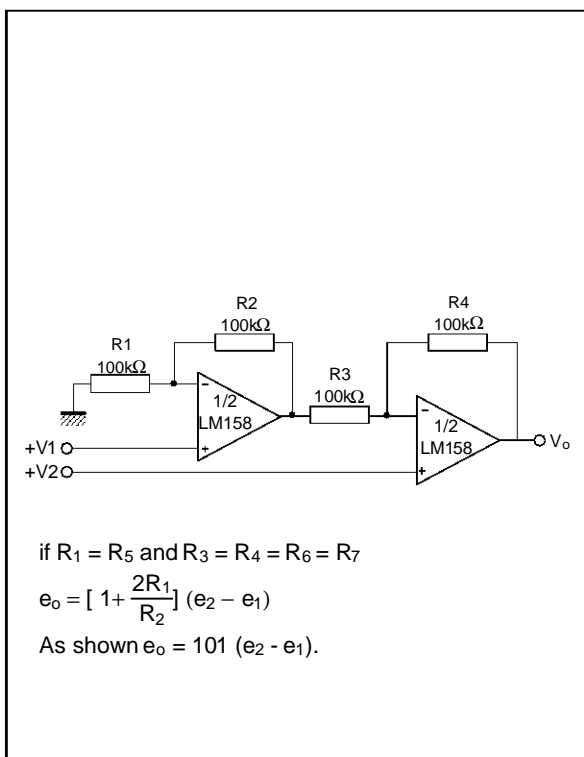 R2
100kΩ
R4
100kΩ
R1
100kΩ
R3
100kΩ
1/2
LM158
1/2
LM158
+V1
+V2
Vo
if R1 = R5 and R3 = R4 = R6 = R7
eo = [ 1+ 2R1/R2 ] (e2 – e1)
As shown eo = 101 (e2 - e1).